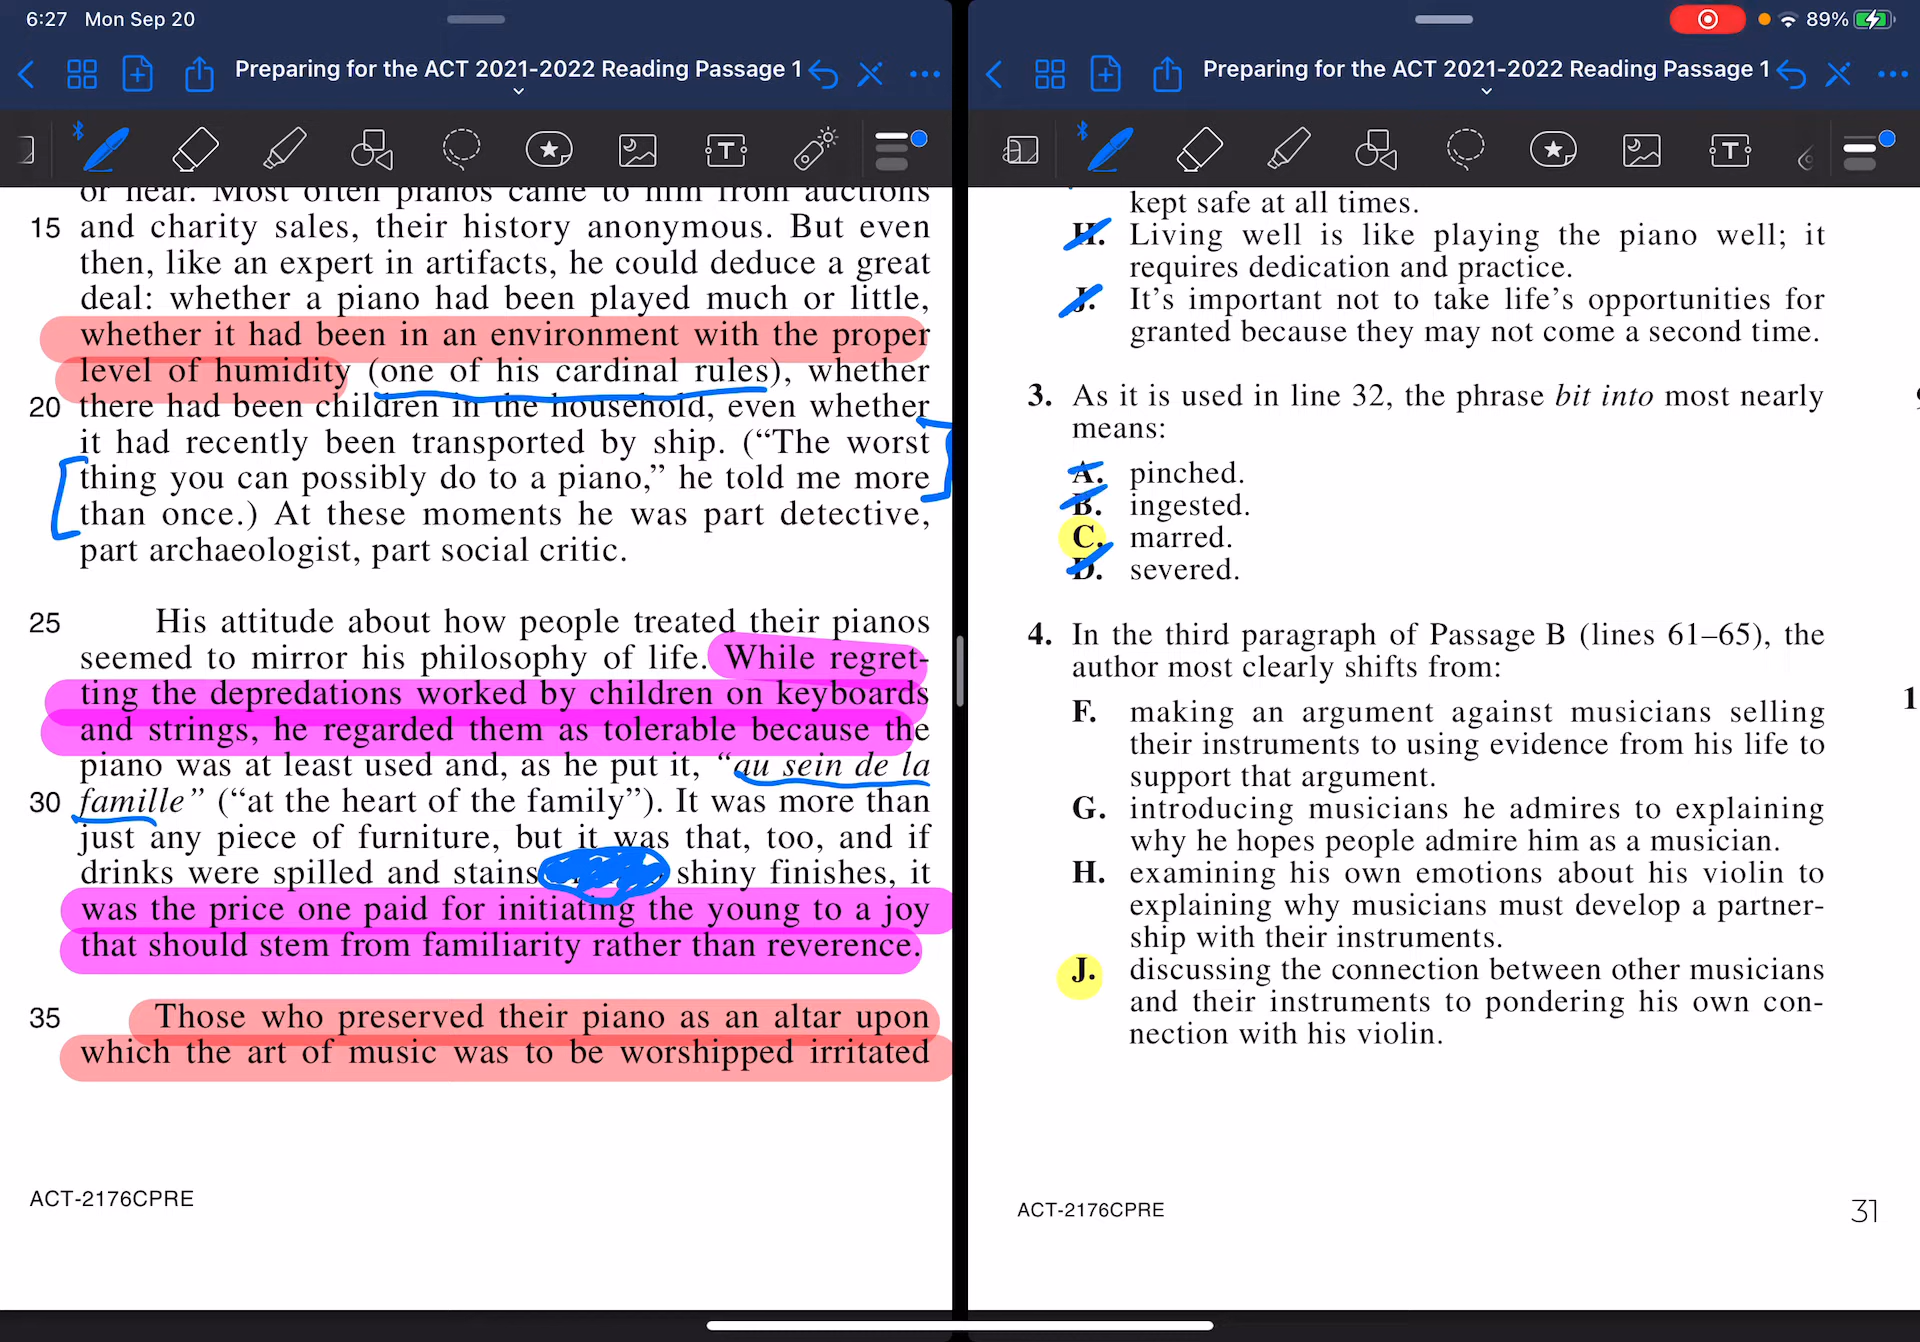 6:27 Mon Sep 20
89%
Preparing for the ACT 2021-2022 Reading Passage 1
or near. Most often pianos came to him from auctions
15 and charity sales, their history anonymous. But even
then, like an expert in artifacts, he could deduce a great
deal: whether a piano had been played much or little,
whether it had been in an environment with the proper
level of humidity (one of his cardinal rules), whether
20 there had been children in the household, even whether
it had recently been transported by ship. (“The worst
thing you can possibly do to a piano,” he told me more
than once.) At these moments he was part detective,
part archaeologist, part social critic.
25 His attitude about how people treated their pianos
seemed to mirror his philosophy of life. While regret-
ting the depredations worked by children on keyboards
and strings, he regarded them as tolerable because the
piano was at least used and, as he put it, “au sein de la
30 famille” (“at the heart of the family”). It was more than
just any piece of furniture, but it was that, too, and if
drinks were spilled and stains shiny finishes, it
was the price one paid for initiating the young to a joy
that should stem from familiarity rather than reverence.
35 Those who preserved their piano as an altar upon
which the art of music was to be worshipped irritated
ACT-2176CPRE
Preparing for the ACT 2021-2022 Reading Passage 1
kept safe at all times.
H. Living well is like playing the piano well; it
requires dedication and practice.
J. It’s important not to take life’s opportunities for
granted because they may not come a second time.
3. As it is used in line 32, the phrase bit into most nearly
means:
A. pinched.
B. ingested.
C. marred.
D. severed.
4. In the third paragraph of Passage B (lines 61–65), the
author most clearly shifts from:
F. making an argument against musicians selling
their instruments to using evidence from his life to
support that argument.
G. introducing musicians he admires to explaining
why he hopes people admire him as a musician.
H. examining his own emotions about his violin to
explaining why musicians must develop a partner-
ship with their instruments.
J. discussing the connection between other musicians
and their instruments to pondering his own con-
nection with his violin.
1
ACT-2176CPRE
31